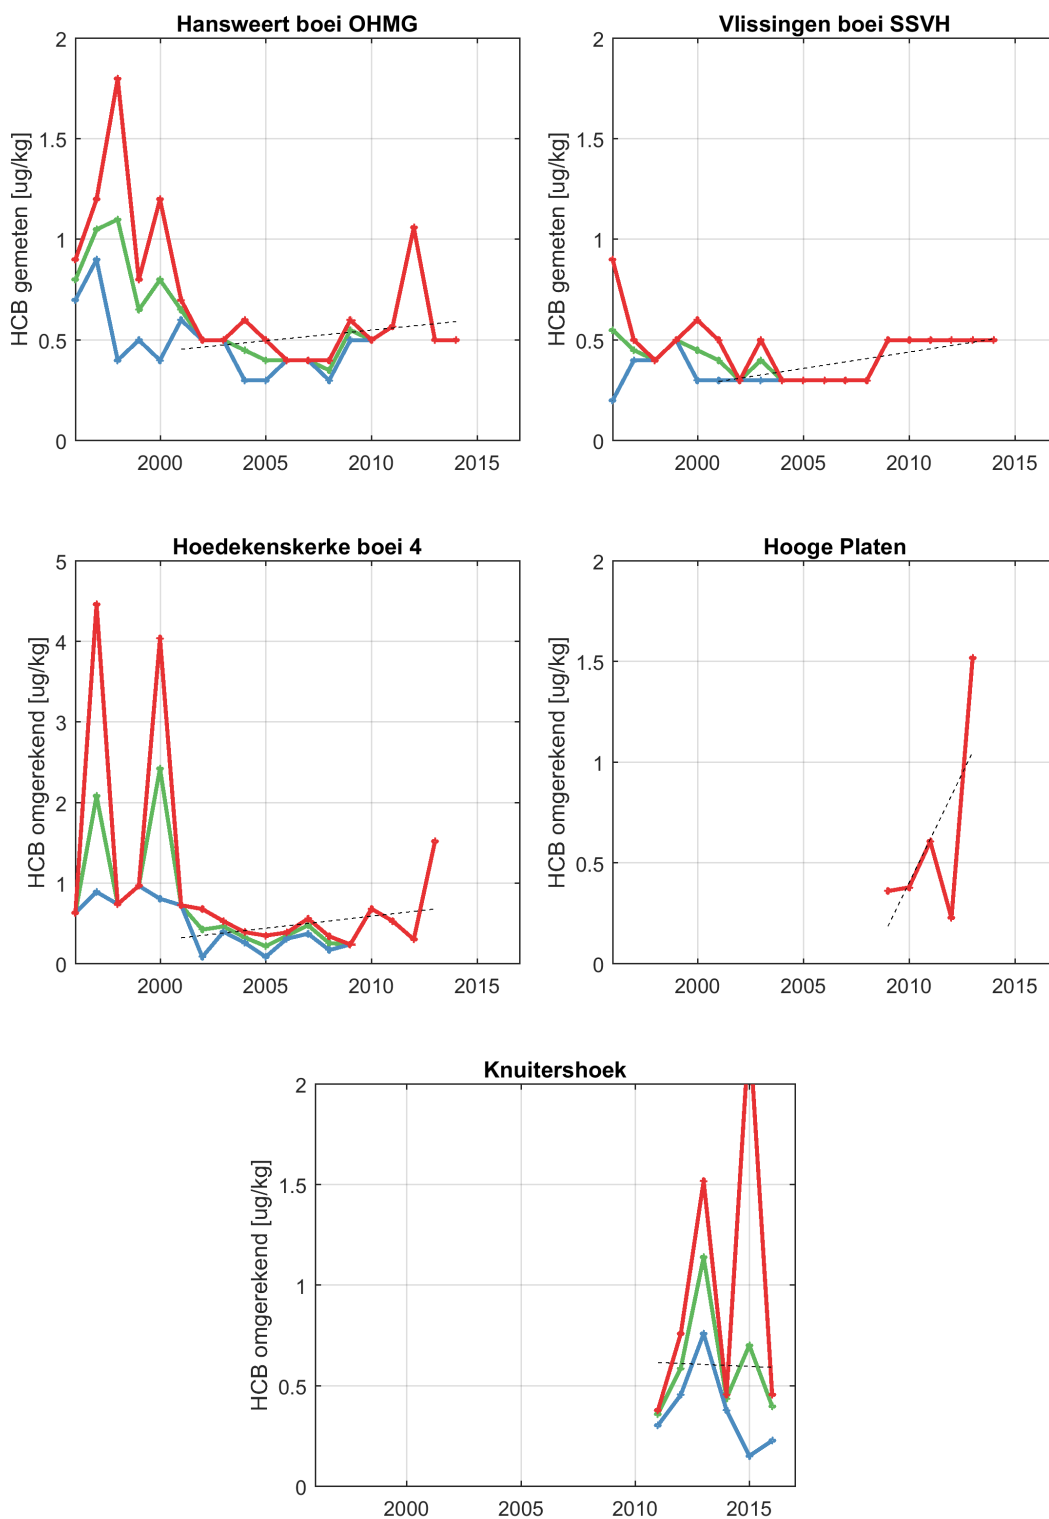 Hansweert boei OHMG
HCB gemeten [ug/kg]
2
1.5
1
0.5
0
2000 2005 2010 2015
Vlissingen boei SSVH
HCB gemeten [ug/kg]
2
1.5
1
0.5
0
2000 2005 2010 2015
Hoedekenskerke boei 4
HCB omgerekend [ug/kg]
5
4
3
2
1
0
2000 2005 2010 2015
Hooge Platen
HCB omgerekend [ug/kg]
2
1.5
1
0.5
0
2000 2005 2010 2015
Knuitershoek
HCB omgerekend [ug/kg]
2
1.5
1
0.5
0
2000 2005 2010 2015